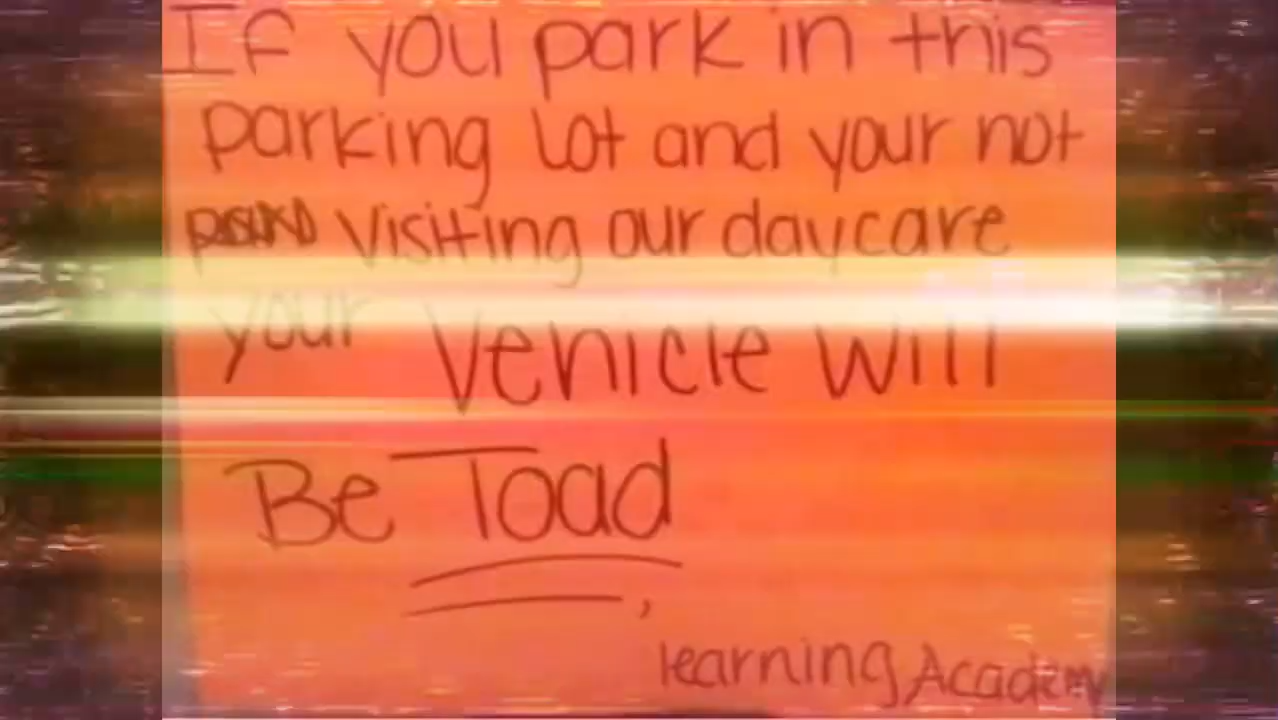 If you park in this
parking lot and your not
visiting our daycare
your vehicle will
Be Toad
learning Academy